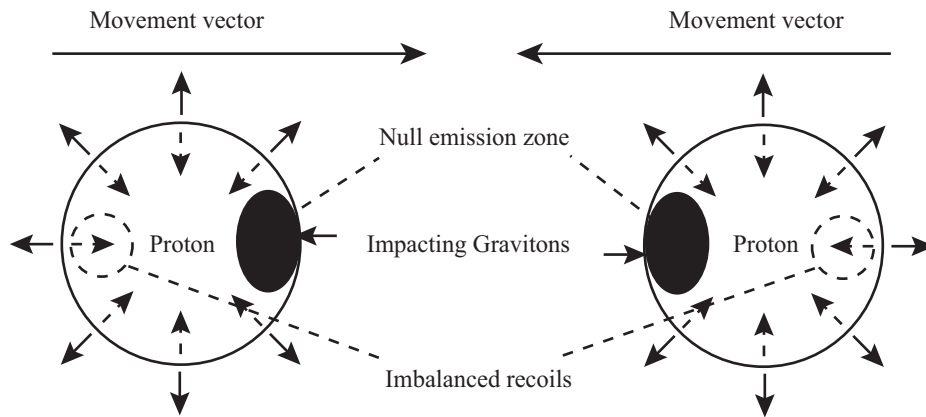 Movement vector
Movement vector
Null emission zone
Proton
Impacting Gravitons
Proton
Imbalanced recoils